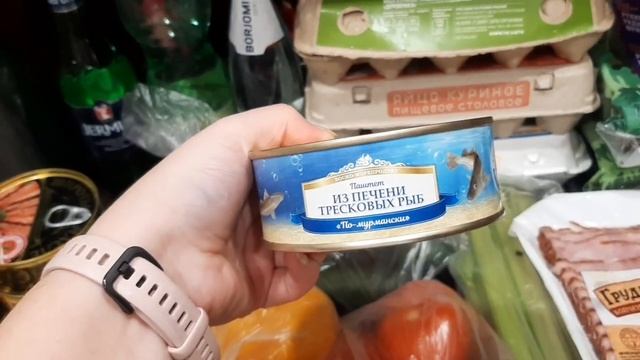 BORJOMI
ЯЙЦО КУРИНОЕ
ПИЩЕВОЕ СТОЛОВОЕ
Паштет
ИЗ ПЕЧЕНИ
ТРЕСКОВЫХ РЫБ
«По-мурмански»